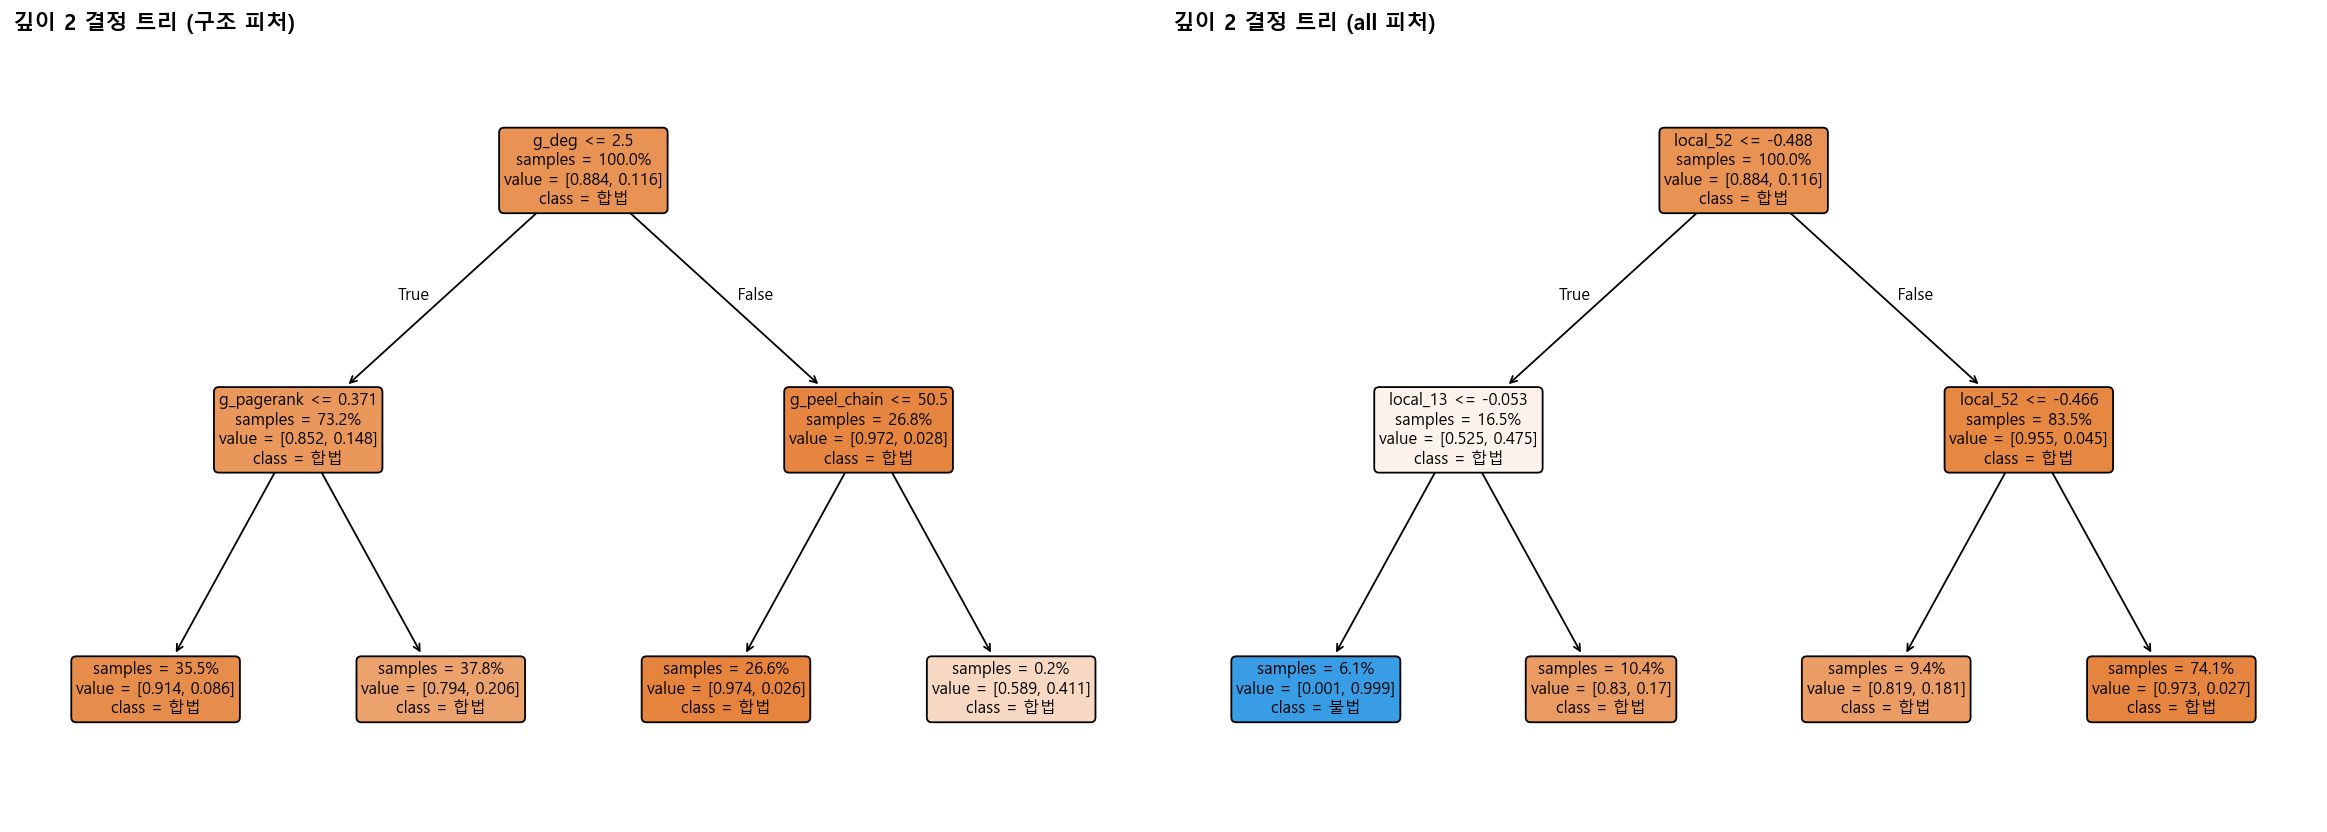 깊이 2 결정 트리 (구조 피처)
g_deg <= 2.5
samples = 100.0%
value = [0.884, 0.116]
class = 합법
True
False
g_pagerank <= 0.371
samples = 73.2%
value = [0.852, 0.148]
class = 합법
g_peel_chain <= 50.5
samples = 26.8%
value = [0.972, 0.028]
class = 합법
samples = 35.5%
value = [0.914, 0.086]
class = 합법
samples = 37.8%
value = [0.794, 0.206]
class = 합법
samples = 26.6%
value = [0.974, 0.026]
class = 합법
samples = 0.2%
value = [0.589, 0.411]
class = 합법
깊이 2 결정 트리 (all 피처)
local_52 <= -0.488
samples = 100.0%
value = [0.884, 0.116]
class = 합법
True
False
local_13 <= -0.053
samples = 16.5%
value = [0.525, 0.475]
class = 합법
local_52 <= -0.466
samples = 83.5%
value = [0.955, 0.045]
class = 합법
samples = 6.1%
value = [0.001, 0.999]
class = 불법
samples = 10.4%
value = [0.83, 0.17]
class = 합법
samples = 9.4%
value = [0.819, 0.181]
class = 합법
samples = 74.1%
value = [0.973, 0.027]
class = 합법